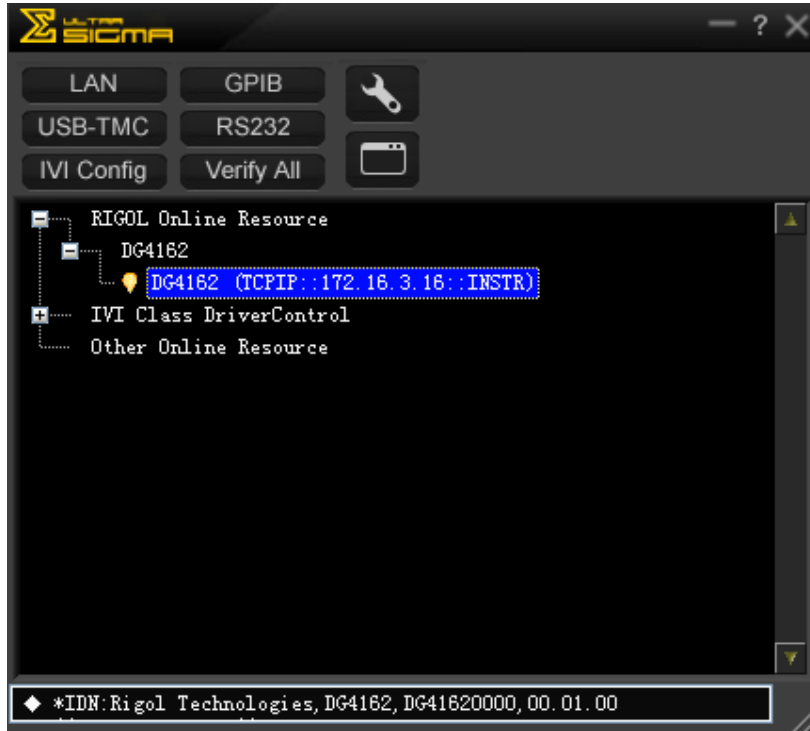 ULTRA
SIGMA
?
LAN
GPIB
USB-TMC
RS232
IVI Config
Verify All
RIGOL Online Resource
DG4162
DG4162 (TCPIP::172.16.3.16::INSTR)
IVI Class DriverControl
Other Online Resource
*IDN:Rigol Technologies,DG4162,DG41620000,00.01.00